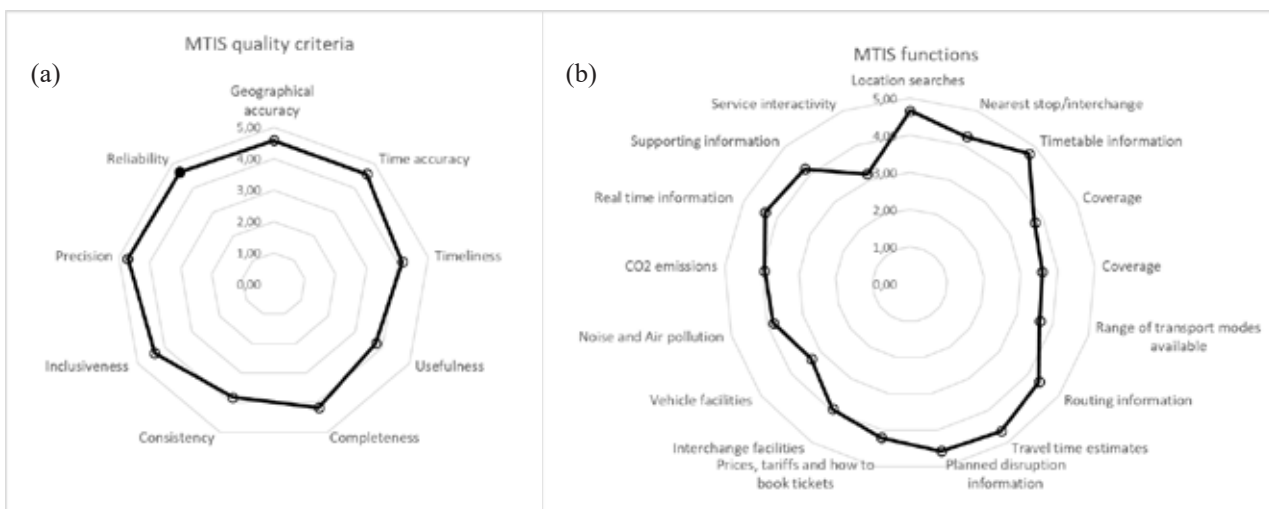 (a)
MTIS quality criteria
Geographical
accuracy
Time accuracy
Timeliness
Usefulness
Completeness
Consistency
Inclusiveness
Precision
Reliability
5,00
4,00
3,00
2,00
1,00
0,00
(b)
MTIS functions
Location searches
Nearest stop/interchange
Timetable information
Coverage
Coverage
Range of transport modes
available
Routing information
Travel time estimates
Planned disruption
information
Prices, tariffs and how to
book tickets
Interchange facilities
Vehicle facilities
Noise and Air pollution
CO2 emissions
Real time information
Supporting information
Service interactivity
5,00
4,00
3,00
2,00
1,00
0,00